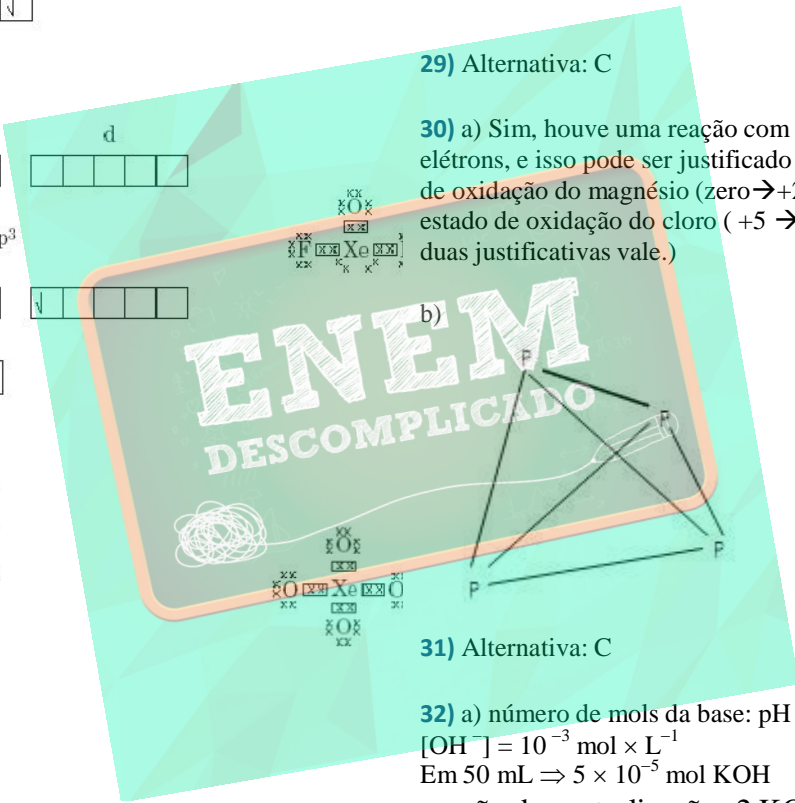 d
p³
ENEM
DESCOMPLICADO
29) Alternativa: C
30) a) Sim, houve uma reação com
elétrons, e isso pode ser justificado
de oxidação do magnésio (zero→+2
estado de oxidação do cloro ( +5 →
duas justificativas vale.)
b)
P
P
P
P
O
F Xe
O
O Xe O
O
31) Alternativa: C
32) a) número de mols da base: pH
[OH⁻] = 10⁻³ mol × L⁻¹
Em 50 mL ⇒ 5 × 10⁻⁵ mol KOH